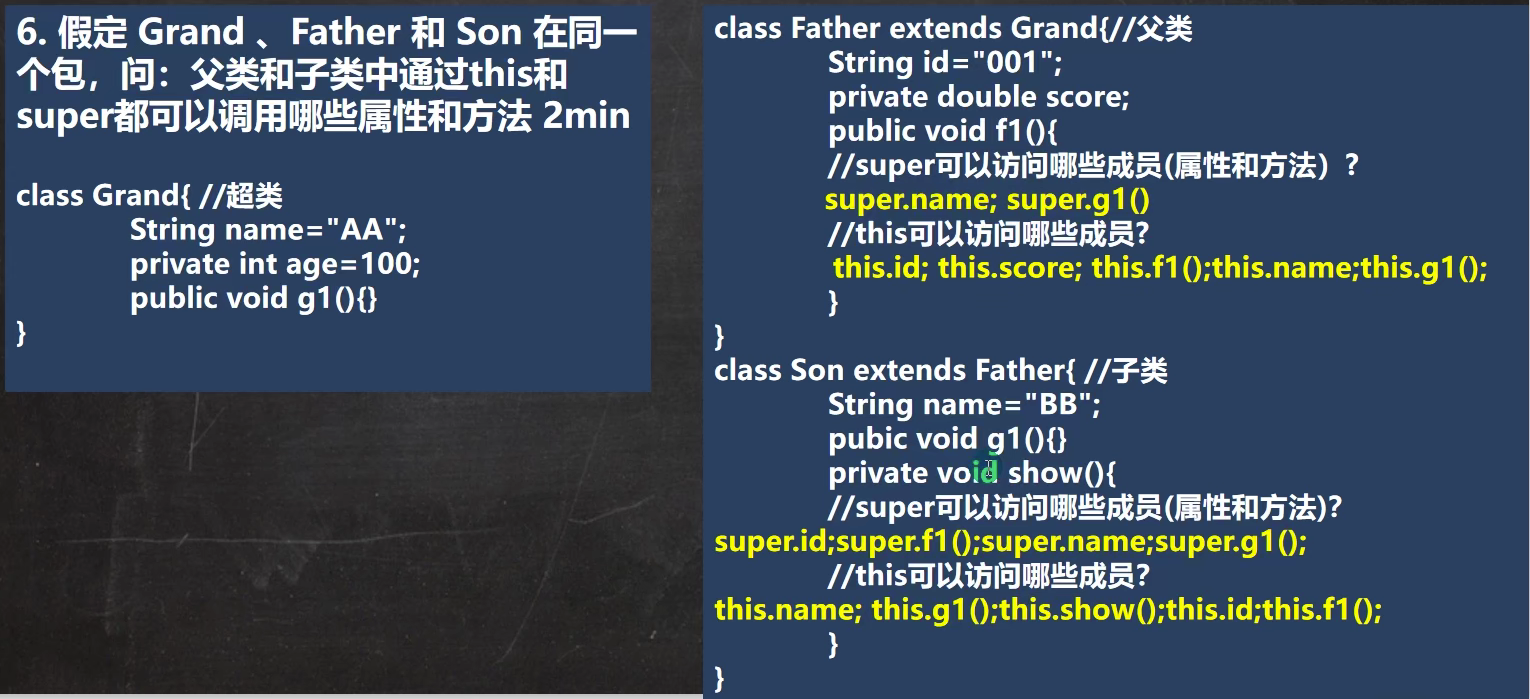 6. 假定 Grand 、Father 和 Son 在同一
个包，问：父类和子类中通过this和
super都可以调用哪些属性和方法 2min
class Grand{ //超类
String name="AA";
private int age=100;
public void g1(){}
}
class Father extends Grand{//父类
String id="001";
private double score;
public void f1(){
//super可以访问哪些成员(属性和方法）?
super.name; super.g1()
//this可以访问哪些成员?
this.id; this.score; this.f1();this.name;this.g1();
}
}
class Son extends Father{ //子类
String name="BB";
pubic void g1(){}
private void show(){
//super可以访问哪些成员(属性和方法)?
super.id;super.f1();super.name;super.g1();
//this可以访问哪些成员?
this.name; this.g1();this.show();this.id;this.f1();
}
}